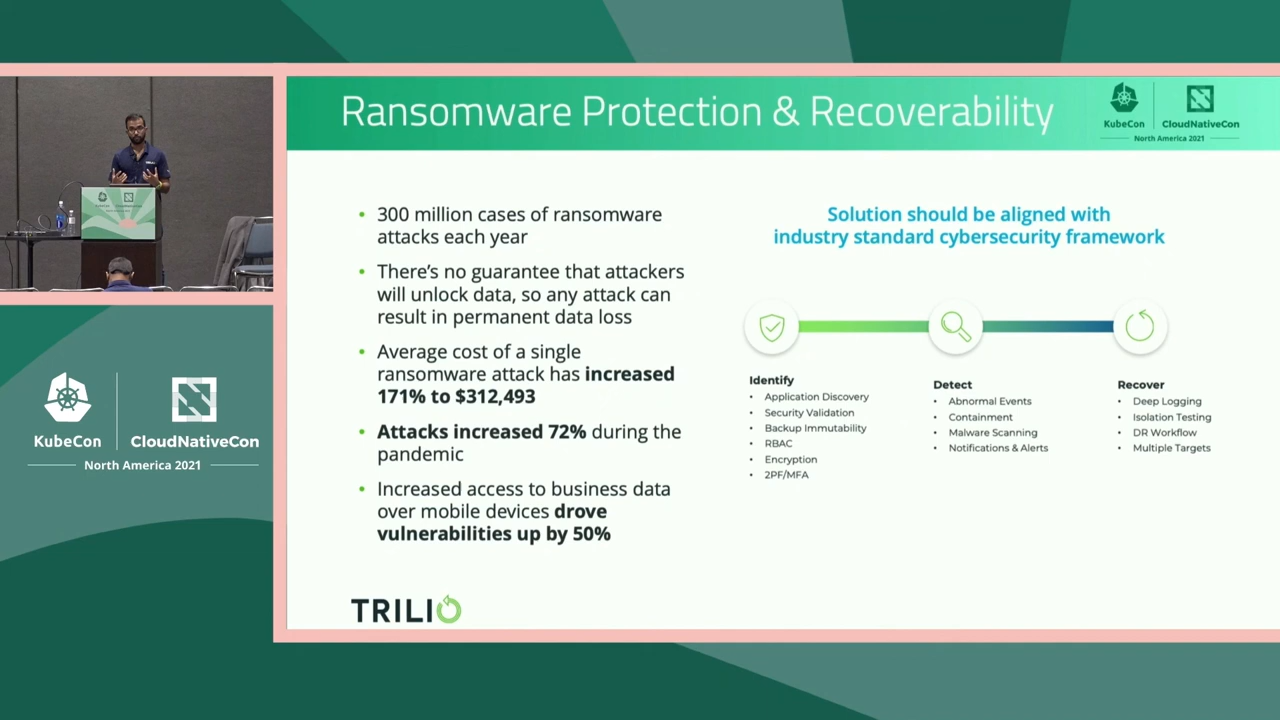 Ransomware Protection & Recoverability
KubeCon
CloudNativeCon
North America 2021
• 300 million cases of ransomware
attacks each year
• There's no guarantee that attackers
will unlock data, so any attack can
result in permanent data loss
• Average cost of a single
ransomware attack has increased
171% to $312,493
• Attacks increased 72% during the
pandemic
• Increased access to business data
over mobile devices drove
vulnerabilities up by 50%
Solution should be aligned with
industry standard cybersecurity framework
Identify
• Application Discovery
• Security Validation
• Backup Immutability
• RBAC
• Encryption
• 2PF/MFA
Detect
• Abnormal Events
• Containment
• Malware Scanning
• Notifications & Alerts
Recover
• Deep Logging
• Isolation Testing
• DR Workflow
• Multiple Targets
TRILIO
KubeCon
CloudNativeCon
North America 2021